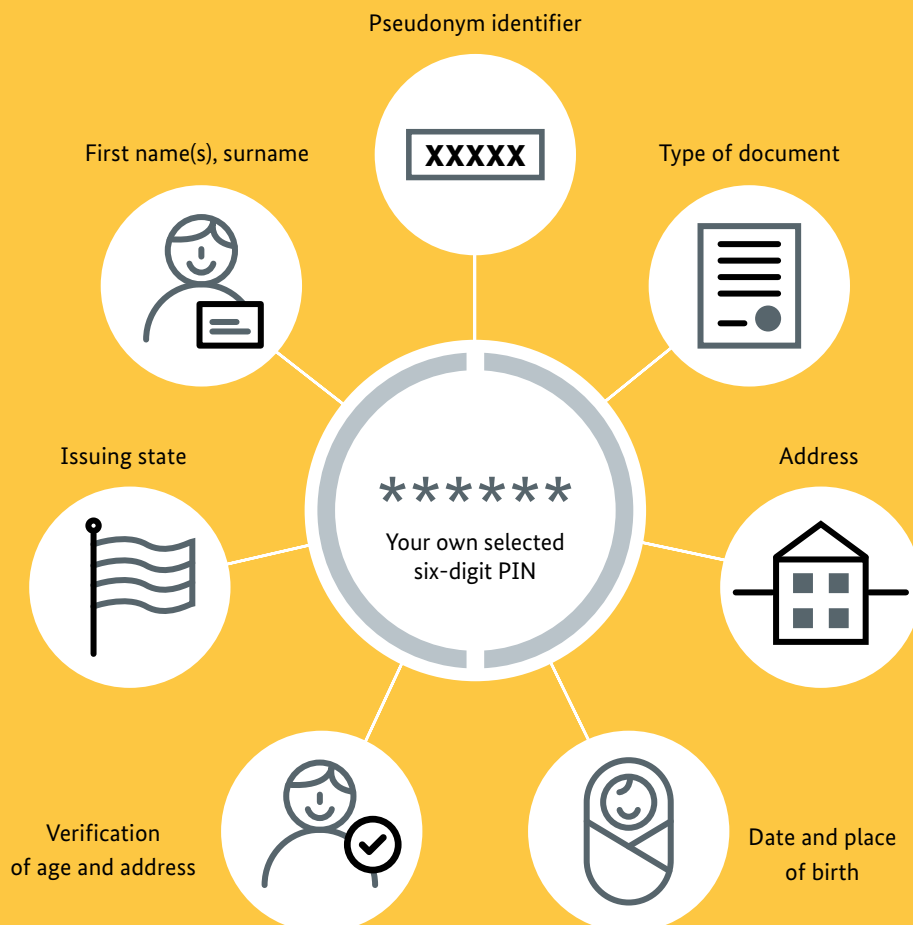 Pseudonym identifier
XXXXX
First name(s), surname
Type of document
Issuing state
Address
******
Your own selected
six-digit PIN
Verification
of age and address
Date and place
of birth